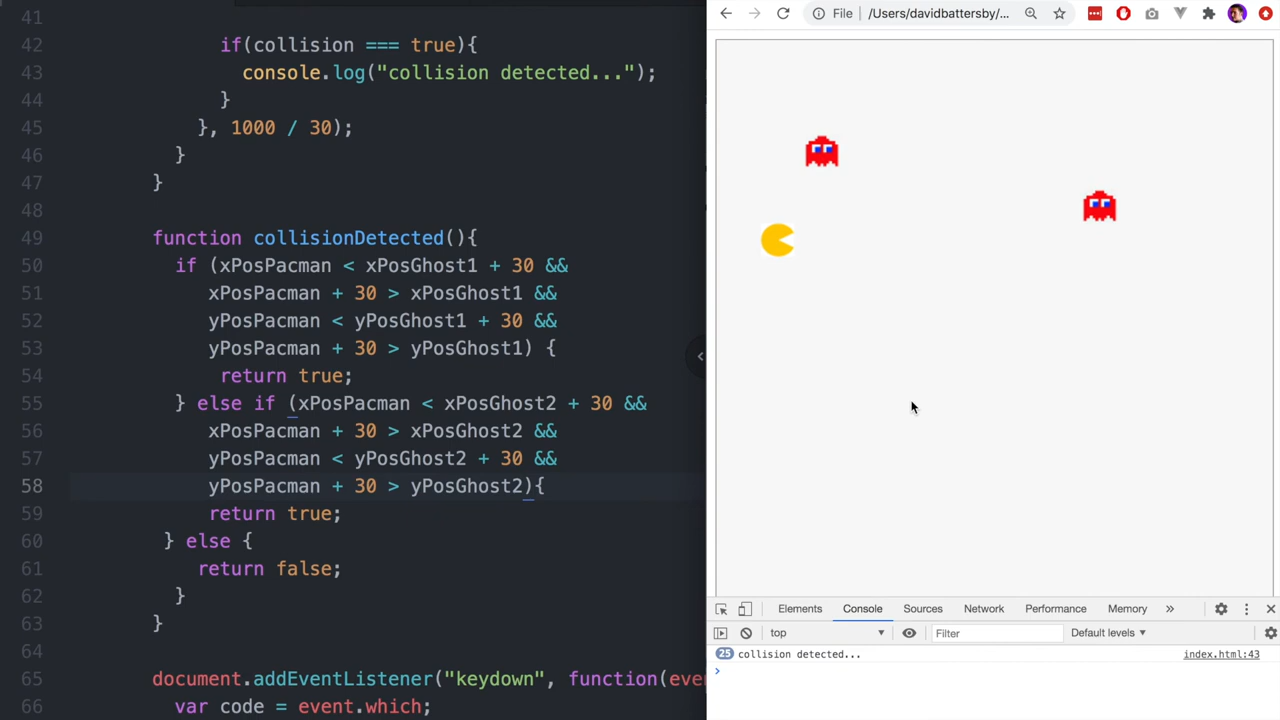 41
42 if(collision === true){
43 console.log("collision detected...");
44 }
45 }, 1000 / 30);
46 }
47 }
48
49 function collisionDetected(){
50 if (xPosPacman < xPosGhost1 + 30 &&
51 xPosPacman + 30 > xPosGhost1 &&
52 yPosPacman < yPosGhost1 + 30 &&
53 yPosPacman + 30 > yPosGhost1) {
54 return true;
55 } else if (xPosPacman < xPosGhost2 + 30 &&
56 xPosPacman + 30 > xPosGhost2 &&
57 yPosPacman < yPosGhost2 + 30 &&
58 yPosPacman + 30 > yPosGhost2){
59 return true;
60 } else {
61 return false;
62 }
63 }
64
65 document.addEventListener("keydown", function(eve
66 var code = event.which;
File /Users/davidbattersby/...
Elements Console Sources Network Performance Memory »
top Filter Default levels
25 collision detected... index.html:43